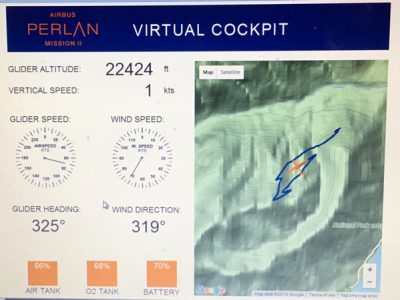 AIRBUS
PERLAN
MISSION II
VIRTUAL COCKPIT
GLIDER ALTITUDE: 22424 ft
VERTICAL SPEED: 1 kts
GLIDER SPEED: WIND SPEED:
AIRSPEED
KTS
W. SPEED
KTS
GLIDER HEADING: WIND DIRECTION:
325° 319°
66% 68% 70%
AIR TANK O2 TANK BATTERY
Map Satellite
National Park
+
−
Google
Map data ©2016 Google Terms of Use Report a map error